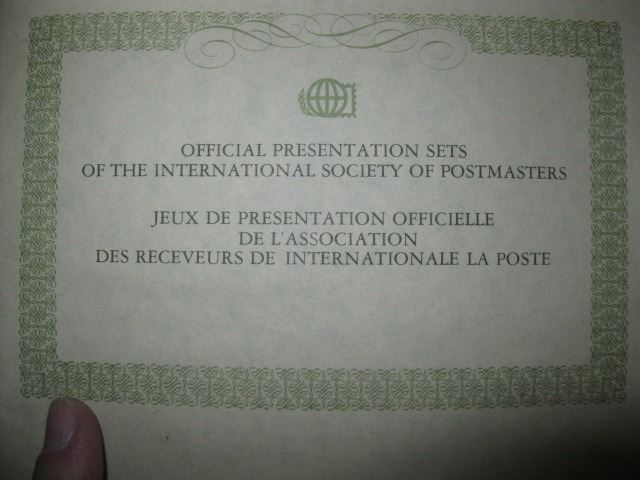 OFFICIAL PRESENTATION SETS
OF THE INTERNATIONAL SOCIETY OF POSTMASTERS
JEUX DE PRESENTATION OFFICIELLE
DE L'ASSOCIATION
DES RECEVEURS DE INTERNATIONALE LA POSTE